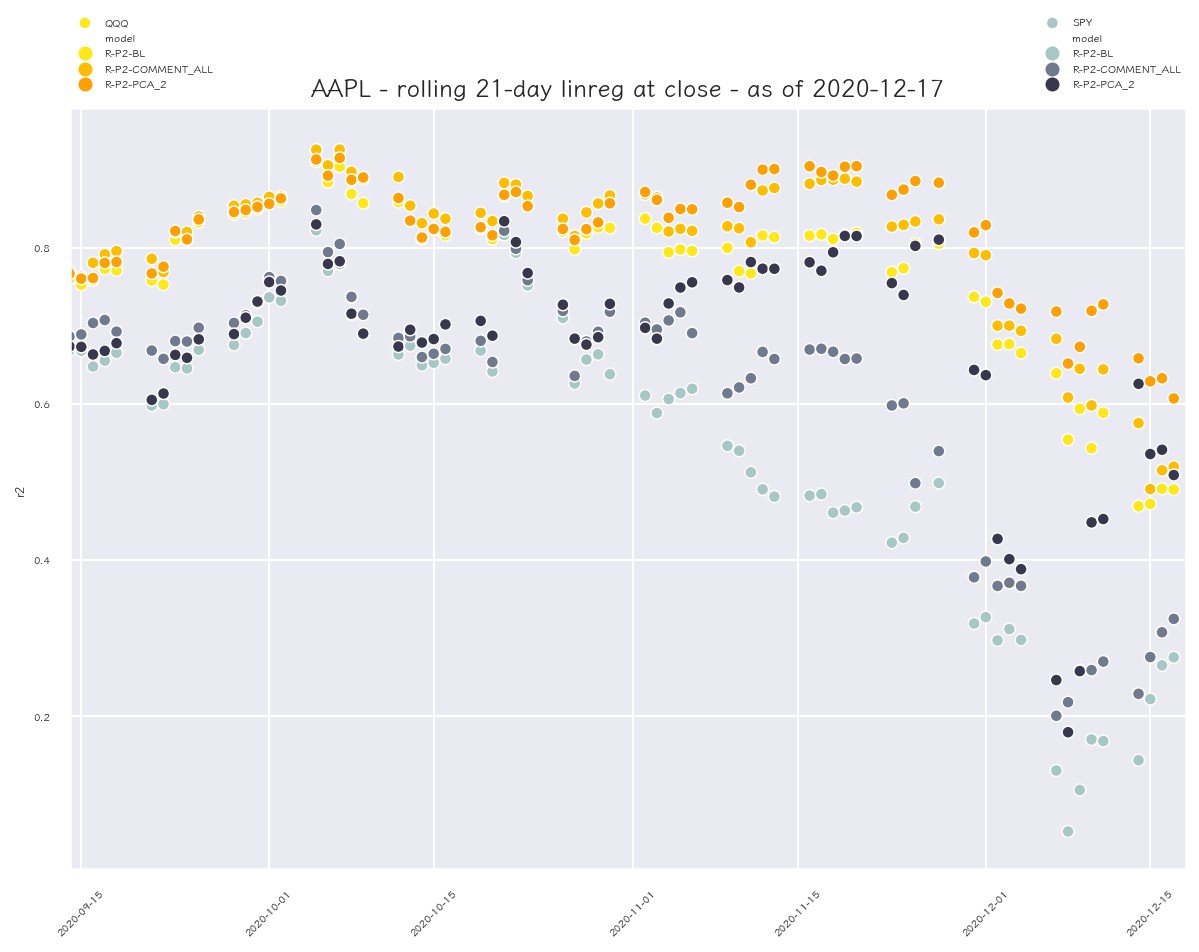 QQQ
model
R-P2-BL
R-P2-COMMENT_ALL
R-P2-PCA_2
SPY
model
R-P2-BL
R-P2-COMMENT_ALL
R-P2-PCA_2
AAPL - rolling 21-day linreg at close - as of 2020-12-17
r2
0.8
0.6
0.4
0.2
2020-09-15
2020-10-01
2020-10-15
2020-11-01
2020-11-15
2020-12-01
2020-12-15